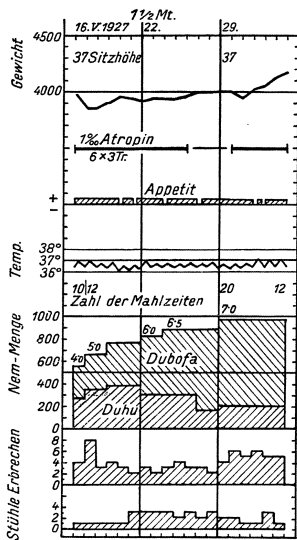 1½ Mt.
4500
16.V.1927 22. 29.
37 Sitzhöhe 37
Gewicht
4000
1‰ Atropin
6 x 3 Tr.
Appetit
+
−
Temp.
38°
37°
36°
10 12 20 12
Zahl der Mahlzeiten
Nem-Menge
1000
800
600
400
200
0
4·0 5·0 6·0 6·5 7·0
Dubofa
Duhu
Erbrechen
8
6
4
2
0
Stühle
4
2
0